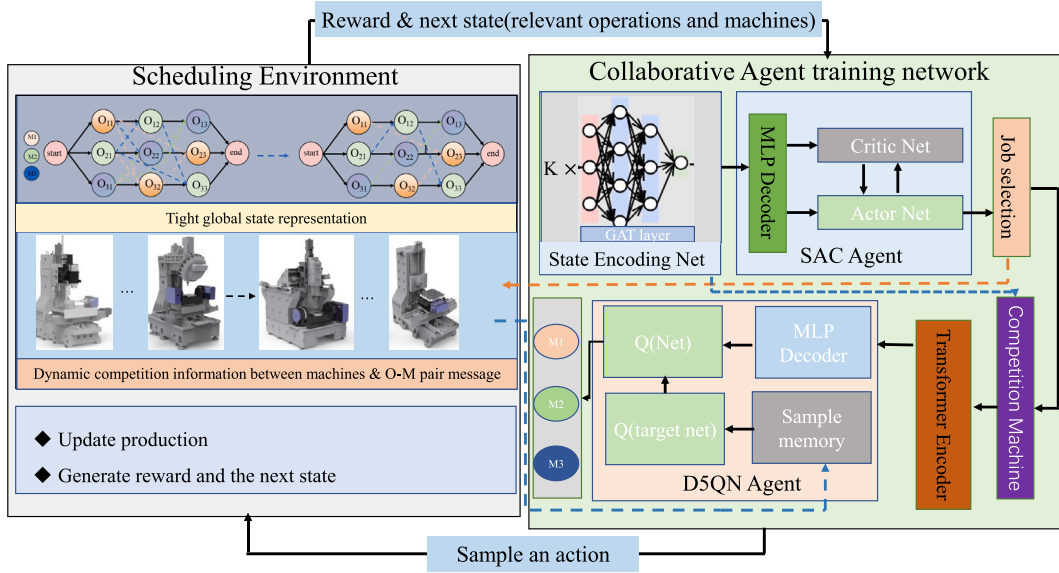 Reward & next state(relevant operations and machines)
Scheduling Environment
M1
M2
M3
start
O11
O12
O13
O21
O22
O23
O31
O32
O33
end
start
O11
O12
O13
O21
O22
O23
O31
O32
O33
end
Tight global state representation
...
...
Dynamic competition information between machines & O-M pair message
◆ Update production
◆ Generate reward and the next state
Collaborative Agent training network
K ×
GAT layer
State Encoding Net
MLP Decoder
Critic Net
Actor Net
SAC Agent
Job selection
M1
M2
M3
Q(Net)
MLP
Decoder
Q(target net)
Sample
memory
D5QN Agent
Transformer
Encoder
Competition Machine
Sample an action